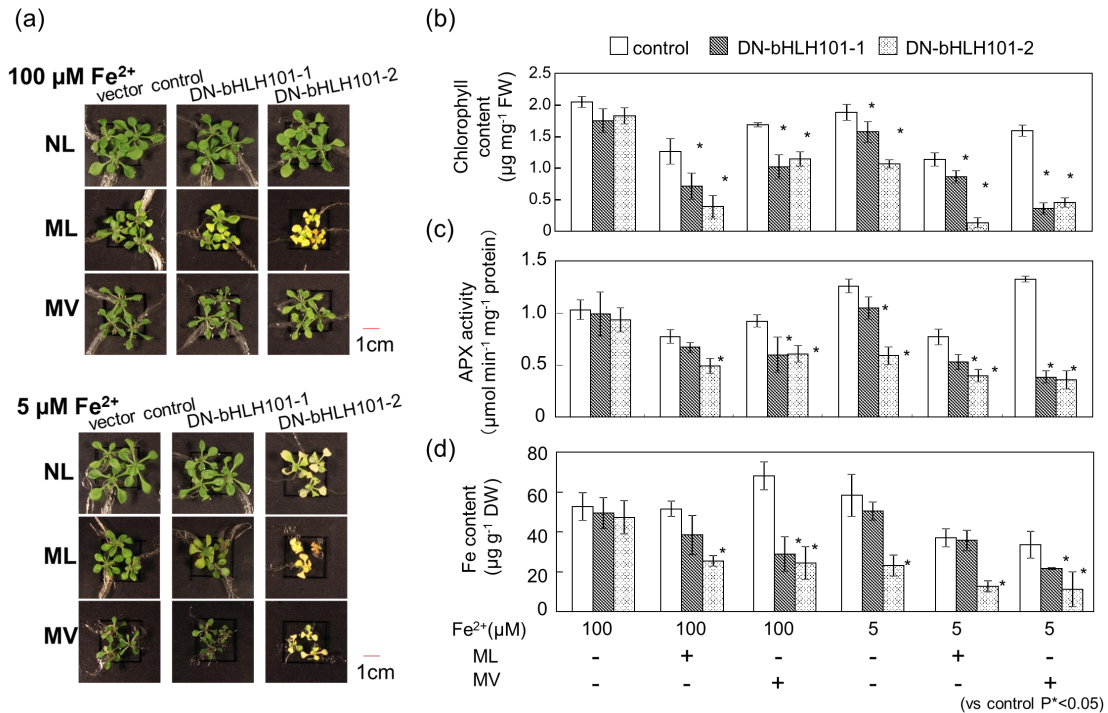 (a)
100 µM Fe²⁺
vector control
DN-bHLH101-1
DN-bHLH101-2
NL
ML
MV
1cm
5 µM Fe²⁺
vector control
DN-bHLH101-1
DN-bHLH101-2
NL
ML
MV
1cm
(b)
control DN-bHLH101-1 DN-bHLH101-2
Chlorophyll
content
(µg mg⁻¹ FW)
2.5
2.0
1.5
1.0
0.5
0
* * * * * * * * *
(c)
APX activity
(µmol min⁻¹ mg⁻¹ protein)
1.5
1.0
0.5
0
* * * * * * * * *
(d)
Fe content
(µg g⁻¹ DW)
80
60
40
20
0
* * * * * * *
Fe²⁺(µM) 100 100 100 5 5 5
ML - + - - + -
MV - - + - - +
(vs control P*<0.05)